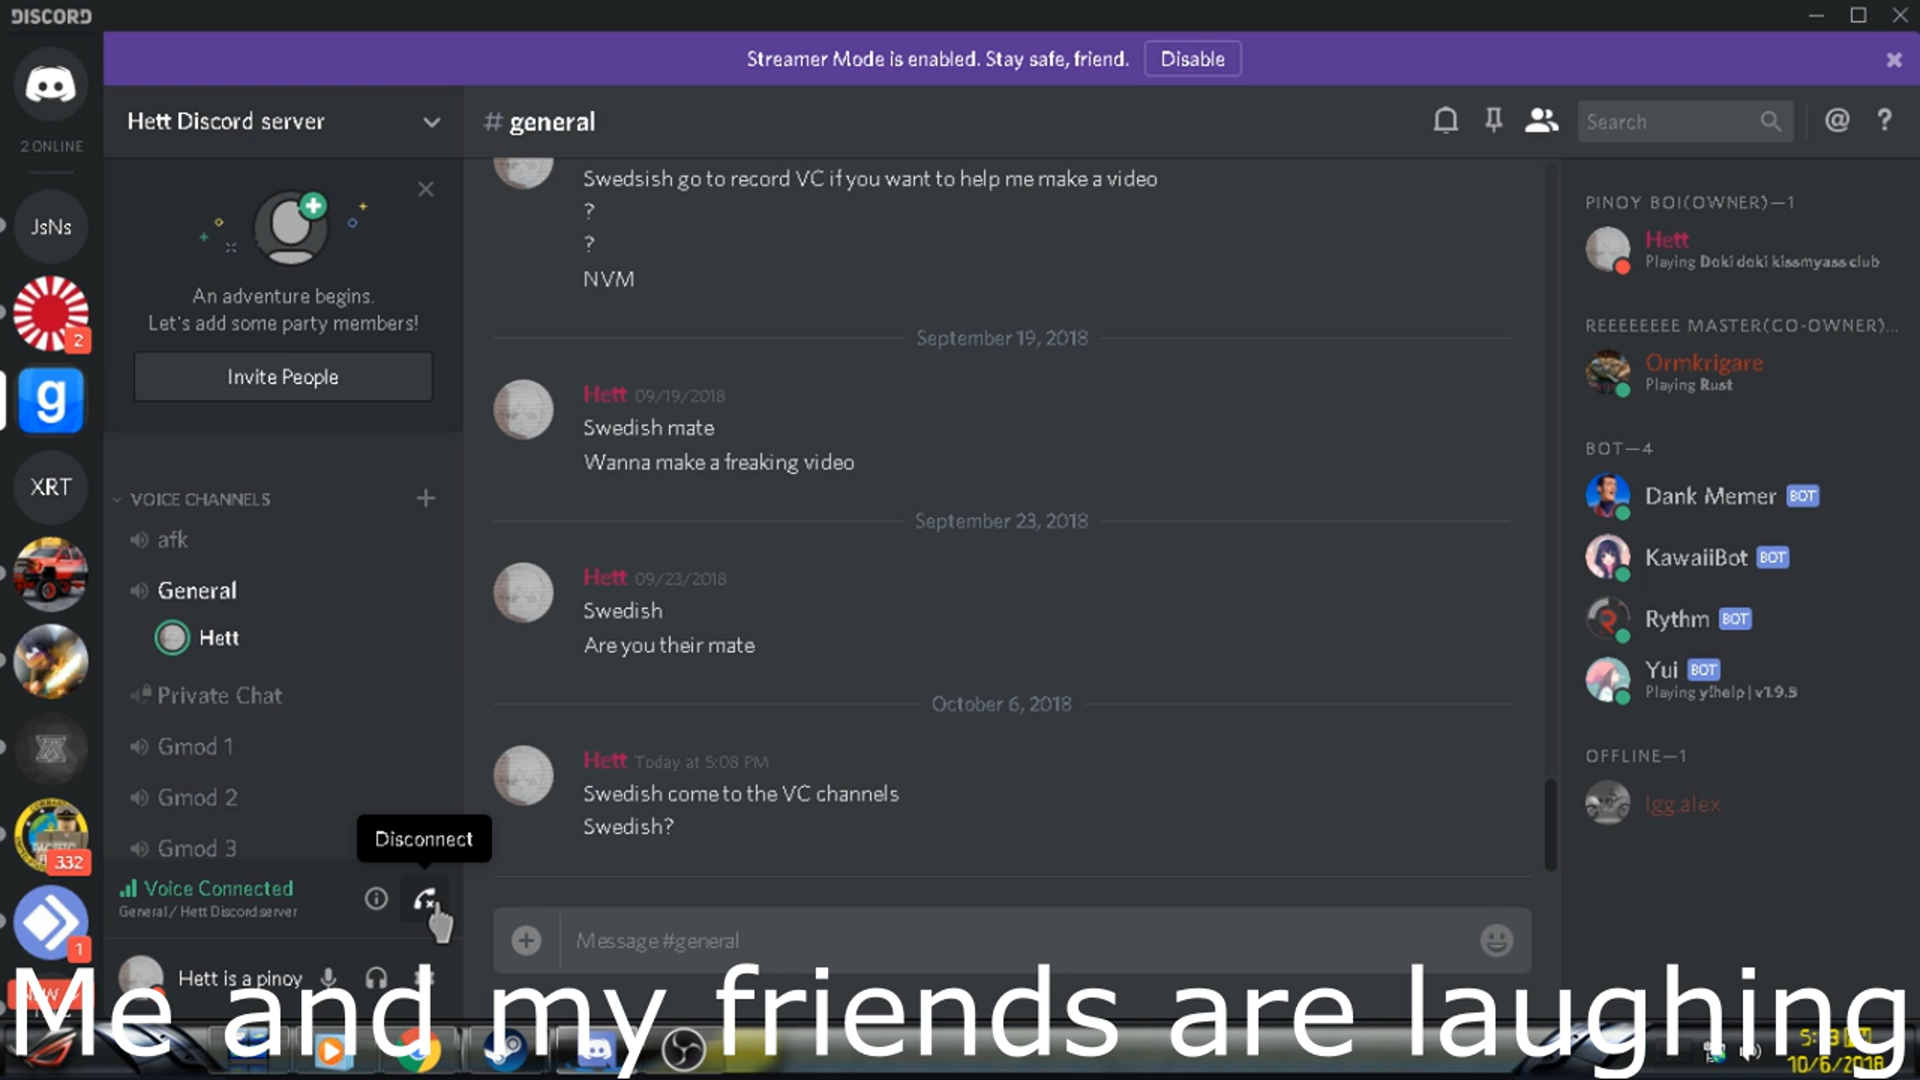 DISCORD
Streamer Mode is enabled. Stay safe, friend.
Disable
2 ONLINE
JsNs
2
g
XRT
332
1
Hett Discord server
An adventure begins.
Let's add some party members!
Invite People
VOICE CHANNELS
afk
General
Hett
Private Chat
Gmod 1
Gmod 2
Gmod 3
Disconnect
Voice Connected
General / Hett Discord server
Hett is a pinoy
# general
Search
@
?
Swedsish go to record VC if you want to help me make a video
?
?
NVM
September 19, 2018
Hett 09/19/2018
Swedish mate
Wanna make a freaking video
September 23, 2018
Hett 09/23/2018
Swedish
Are you their mate
October 6, 2018
Hett Today at 5:08 PM
Swedish come to the VC channels
Swedish?
Message #general
PINOY BOI(OWNER)—1
Hett
Playing Doki doki kissmyass club
REEEEEEEE MASTER(CO-OWNER)...
Ormkrigare
Playing Rust
BOT—4
Dank Memer BOT
KawaiiBot BOT
Rythm BOT
Yui BOT
Playing y!help | v1.9.5
OFFLINE—1
lgg.alex
Me and my friends are laughing
10/6/2018